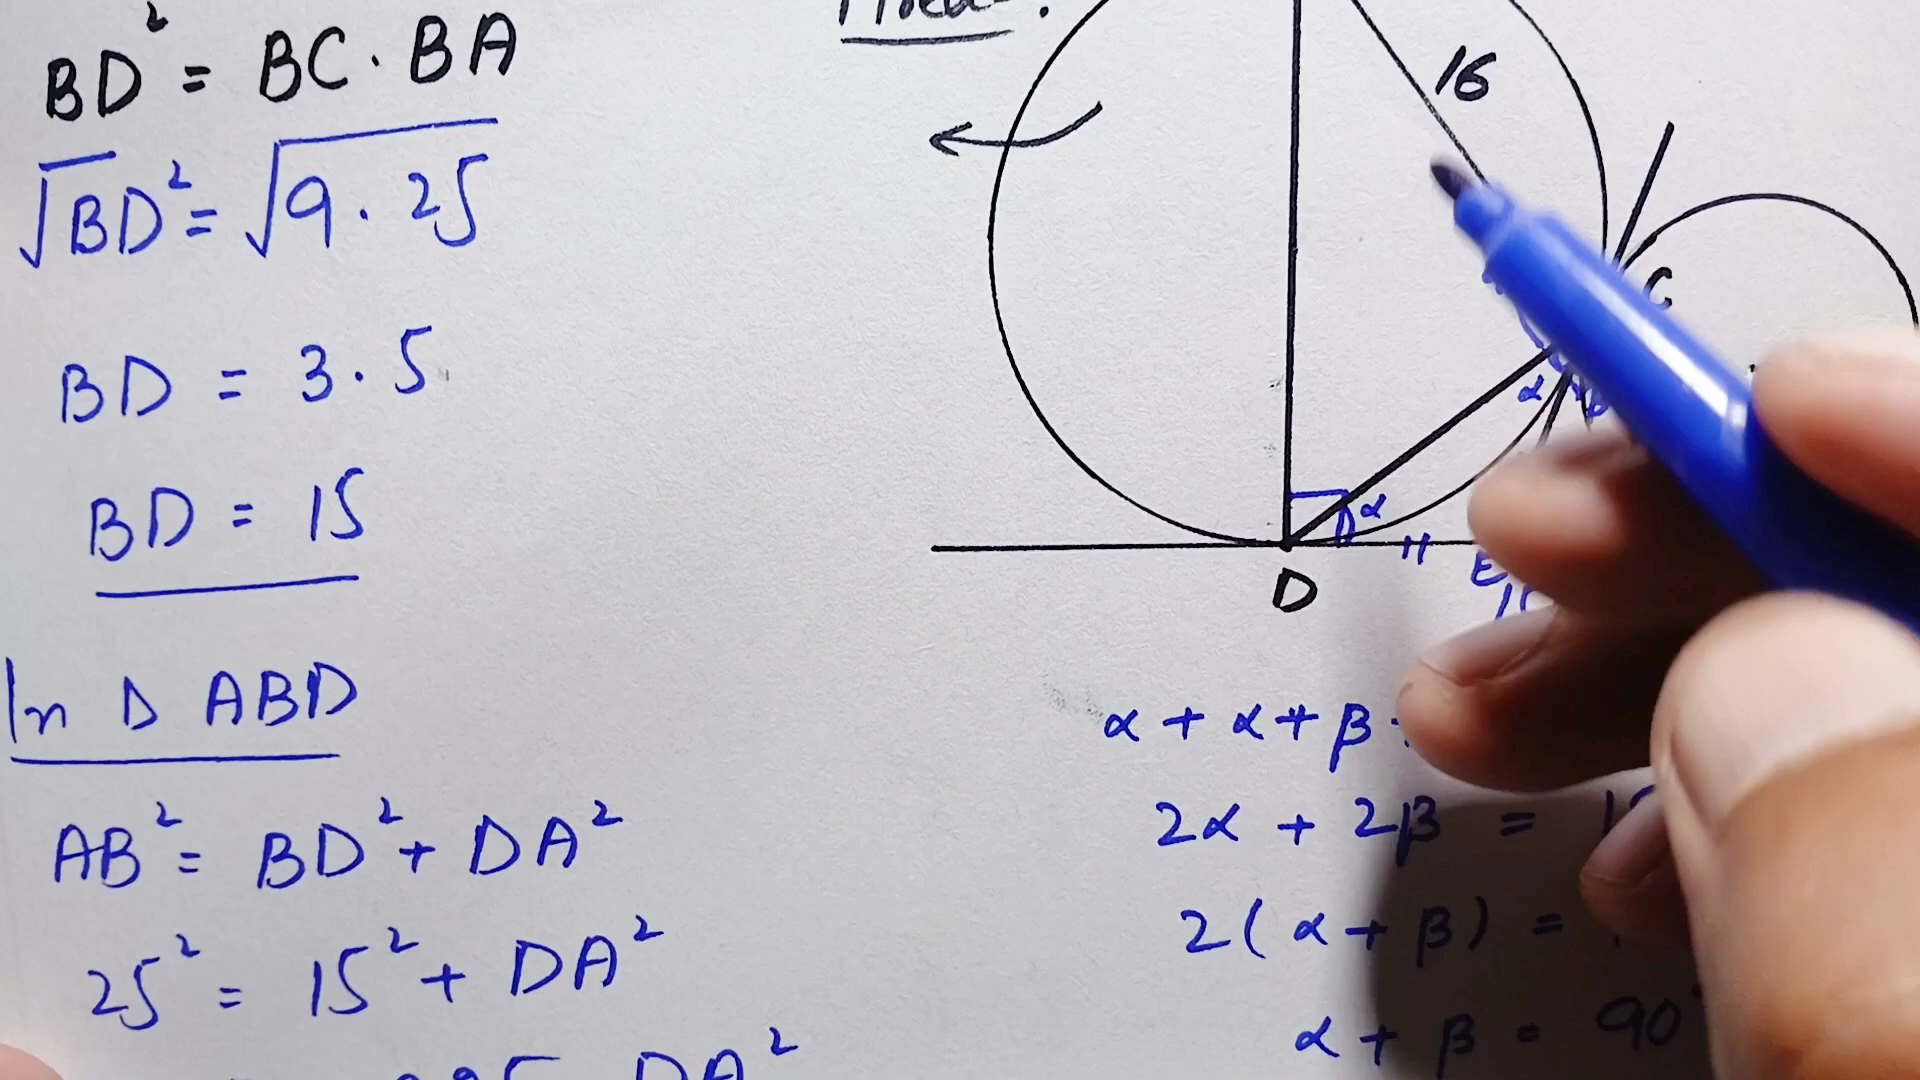 BD² = BC · BA
√BD² = √9 · 25
BD = 3 · 5
BD = 15
In Δ ABD
AB² = BD² + DA²
25² = 15² + DA²
DA²
16
C
α
α
D
E
α + α + β
2α + 2β =
2(α + β) =
α + β = 90°